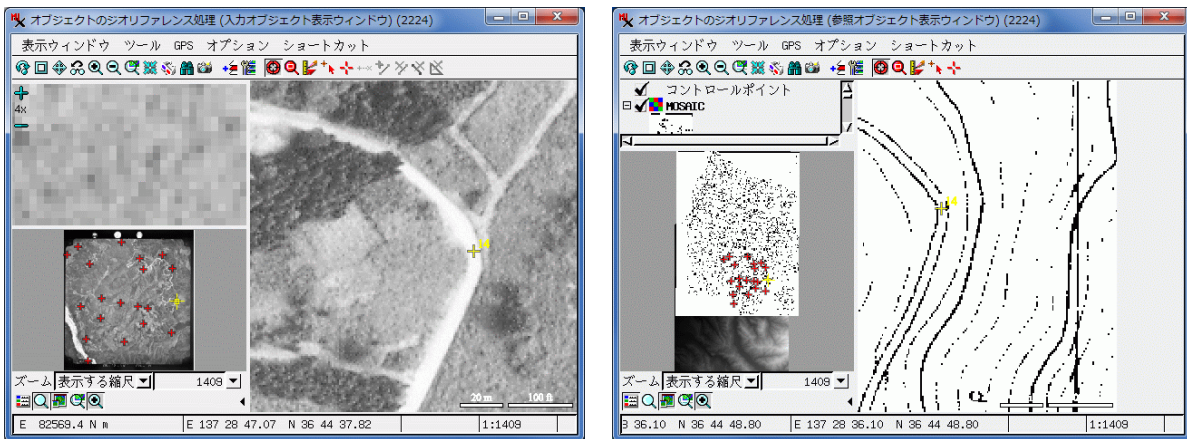 オブジェクトのジオリファレンス処理 (入力オブジェクト表示ウィンドウ) (2224)
表示ウィンドウ ツール GPS オプション ショートカット
4x
14
ズーム 表示する縮尺 1409
20 m 100 ft
E 82569.4 N m E 137 28 47.07 N 36 44 37.82 1:1409
オブジェクトのジオリファレンス処理 (参照オブジェクト表示ウィンドウ) (2224)
表示ウィンドウ ツール GPS オプション ショートカット
コントロールポイント
MOSAIC
14
ズーム 表示する縮尺 1409
36.10 N 36 44 48.80 E 137 28 36.10 N 36 44 48.80 1:1409